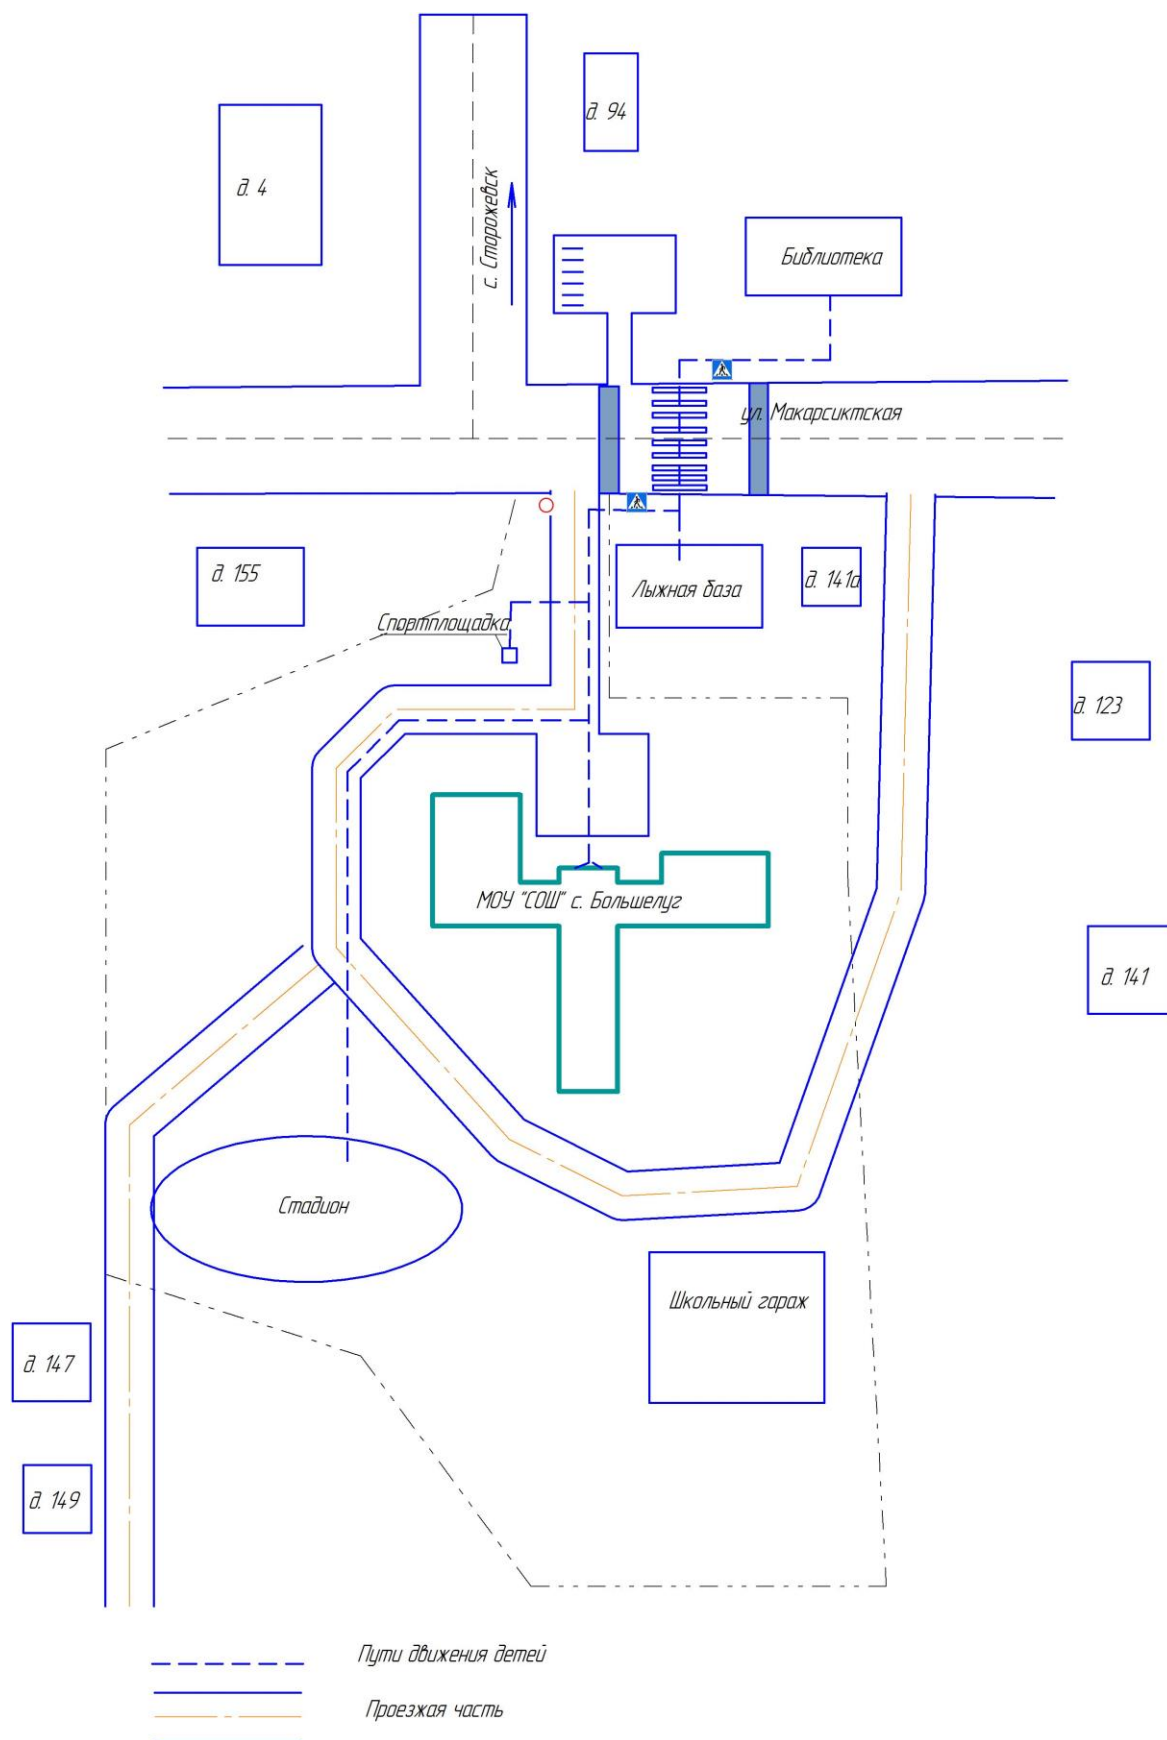 д. 94
д. 4
с. Сторожевск
Библиотека
ул. Макарсиктская
д. 155
Лыжная база
д. 141а
Спортплощадка
д. 123
МОУ "СОШ" с. Большелуг
д. 141
Стадион
Школьный гараж
д. 147
д. 149
Пути движения детей
Проезжая часть